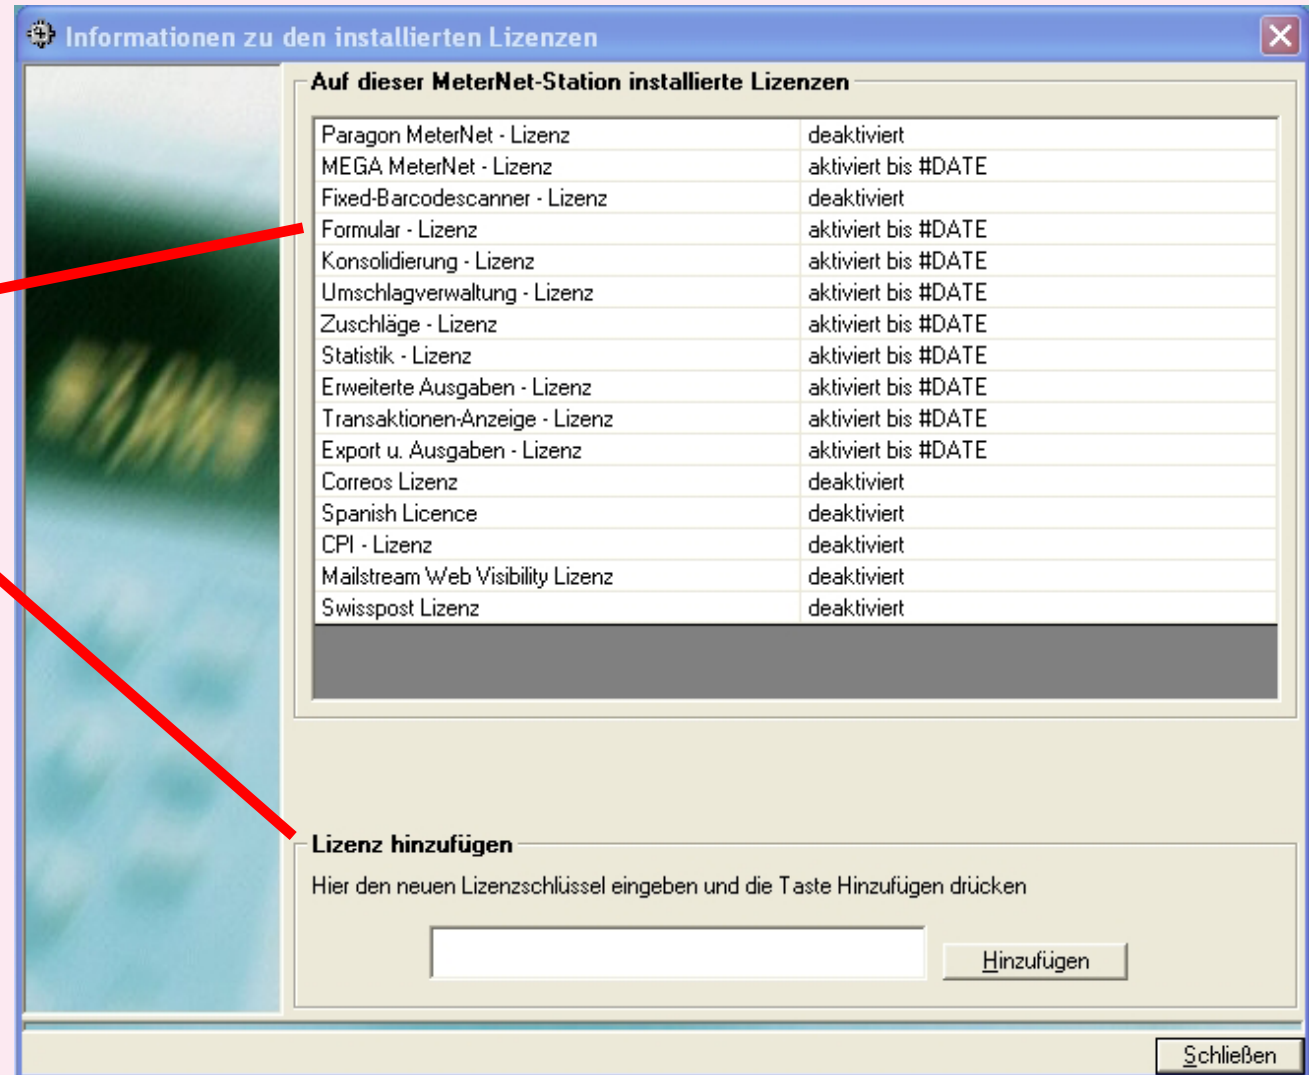 Informationen zu den installierten Lizenzen
Auf dieser MeterNet-Station installierte Lizenzen
Paragon MeterNet - Lizenz deaktiviert
MEGA MeterNet - Lizenz aktiviert bis #DATE
Fixed-Barcodescanner - Lizenz deaktiviert
Formular - Lizenz aktiviert bis #DATE
Konsolidierung - Lizenz aktiviert bis #DATE
Umschlagverwaltung - Lizenz aktiviert bis #DATE
Zuschläge - Lizenz aktiviert bis #DATE
Statistik - Lizenz aktiviert bis #DATE
Erweiterte Ausgaben - Lizenz aktiviert bis #DATE
Transaktionen-Anzeige - Lizenz aktiviert bis #DATE
Export u. Ausgaben - Lizenz aktiviert bis #DATE
Correos Lizenz deaktiviert
Spanish Licence deaktiviert
CPI - Lizenz deaktiviert
Mailstream Web Visibility Lizenz deaktiviert
Swisspost Lizenz deaktiviert
Lizenz hinzufügen
Hier den neuen Lizenzschlüssel eingeben und die Taste Hinzufügen drücken
Hinzufügen
Schließen